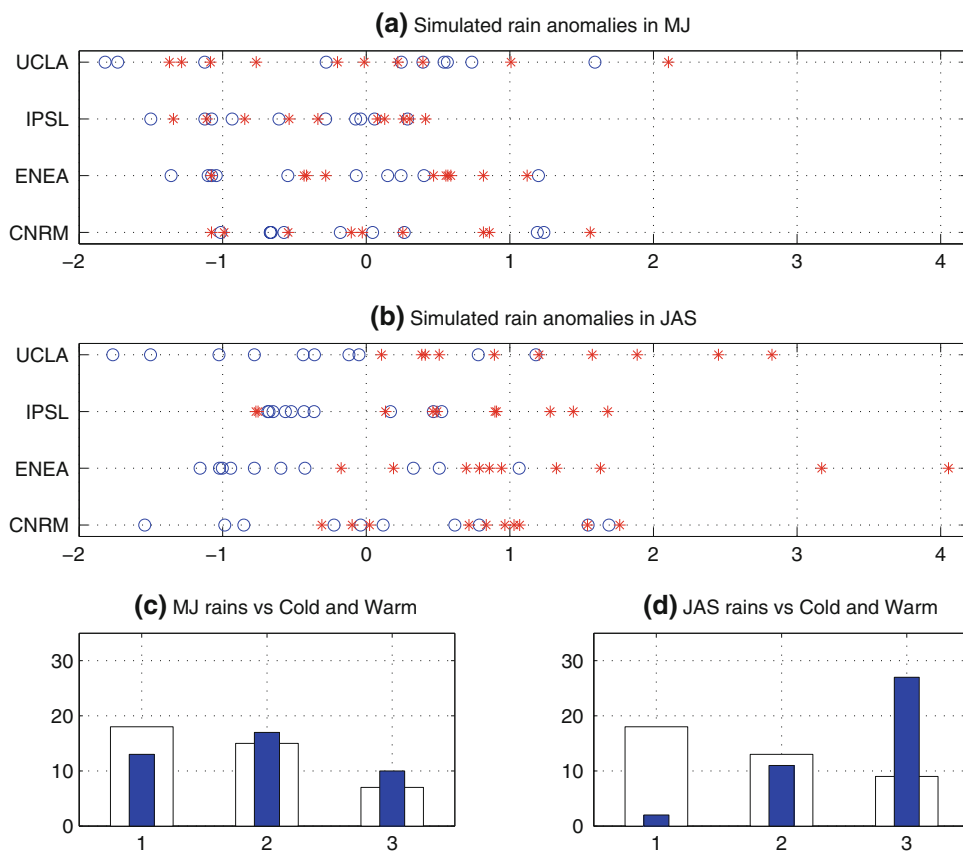 (a) Simulated rain anomalies in MJ
UCLA
IPSL
ENEA
CNRM
−2 −1 0 1 2 3 4
(b) Simulated rain anomalies in JAS
UCLA
IPSL
ENEA
CNRM
−2 −1 0 1 2 3 4
(c) MJ rains vs Cold and Warm
30
20
10
0
1 2 3
(d) JAS rains vs Cold and Warm
30
20
10
0
1 2 3